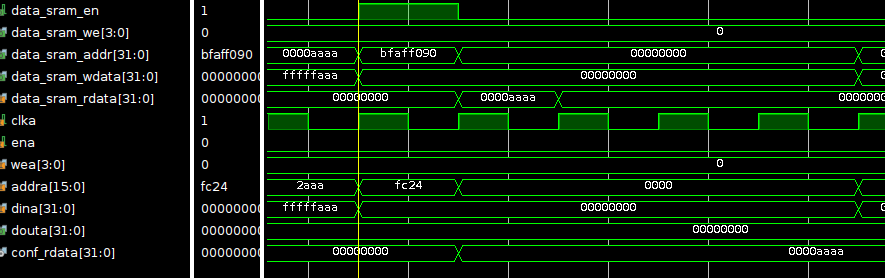 data_sram_en 1
data_sram_we[3:0] 0 0
data_sram_addr[31:0] bfaff090 0000aaaa bfaff090 00000000 0
data_sram_wdata[31:0] 00000000 fffffaaa 00000000 0
data_sram_rdata[31:0] 00000000 00000000 0000aaaa 0000000
clka 1
ena 0
wea[3:0] 0 0
addra[15:0] fc24 2aaa fc24 0000
dina[31:0] 00000000 fffffaaa 00000000 0
douta[31:0] 00000000 00000000
conf_rdata[31:0] 00000000 00000000 0000aaaa